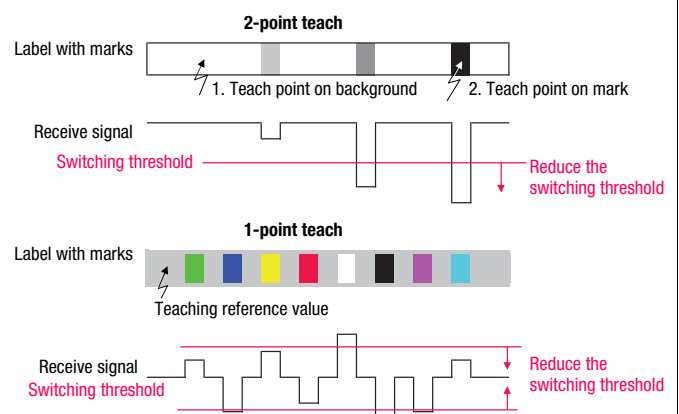 2-point teach
Label with marks
1. Teach point on background
2. Teach point on mark
Receive signal
Switching threshold
Reduce the
switching threshold
1-point teach
Label with marks
Teaching reference value
Receive signal
Switching threshold
Reduce the
switching threshold